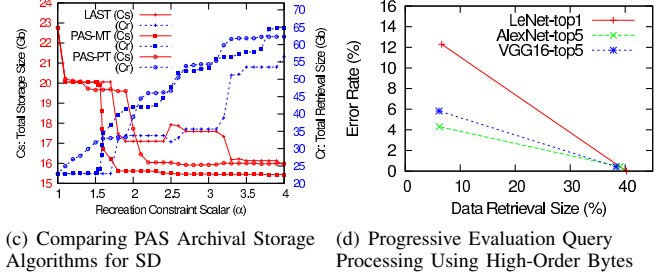 LAST (Cs)
(Cr)
PAS-MT (Cs)
(Cr)
PAS-PT (Cs)
(Cr)
Cs: Total Storage Size (Gb)
23
22
21
20
19
18
17
16
15
1
1.5
2
2.5
3
3.5
4
Recreation Constraint Scalar (α)
70
65
60
55
50
45
40
35
30
25
20
Cr: Total Retrieval Size (Gb)
(c) Comparing PAS Archival Storage
Algorithms for SD
LeNet-top1
AlexNet-top5
VGG16-top5
Error Rate (%)
16
14
12
10
8
6
4
2
0
0
10
20
30
40
50
Data Retrieval Size (%)
(d) Progressive Evaluation Query
Processing Using High-Order Bytes